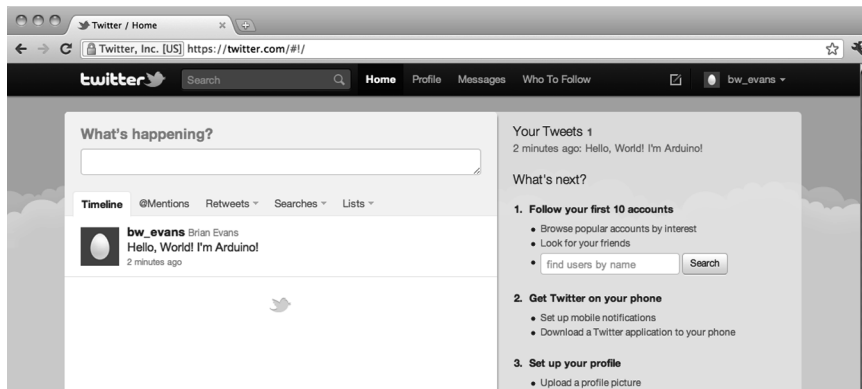 Twitter / Home
Twitter, Inc. [US] https://twitter.com/#!/
twitter Search Home Profile Messages Who To Follow bw_evans
What's happening?
Timeline @Mentions Retweets Searches Lists
bw_evans Brian Evans
Hello, World! I'm Arduino!
2 minutes ago
Your Tweets 1
2 minutes ago: Hello, World! I'm Arduino!
What's next?
1. Follow your first 10 accounts
• Browse popular accounts by interest
• Look for your friends
• find users by name Search
2. Get Twitter on your phone
• Set up mobile notifications
• Download a Twitter application to your phone
3. Set up your profile
• Upload a profile picture